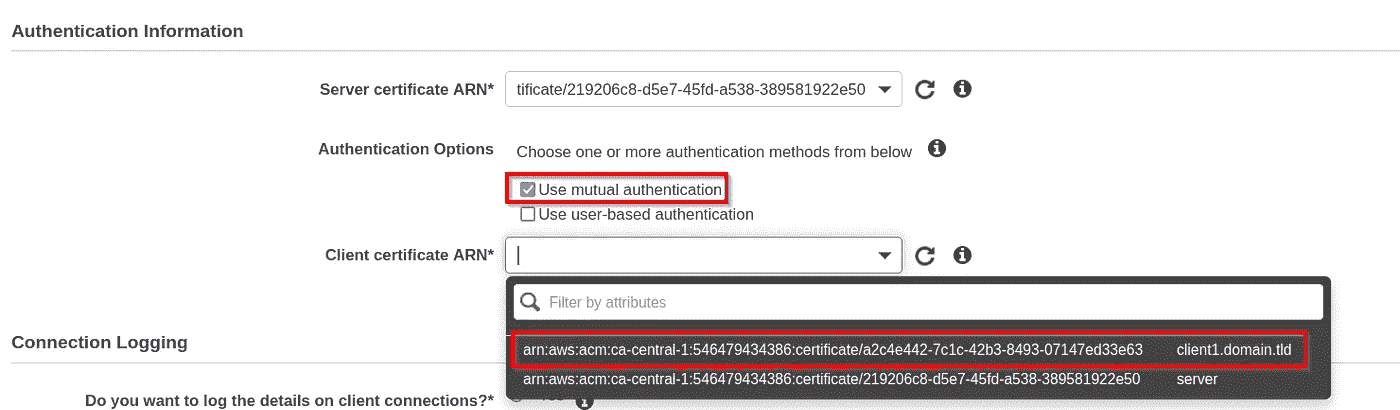 Authentication Information
Server certificate ARN* tificate/219206c8-d5e7-45fd-a538-389581922e50
Authentication Options Choose one or more authentication methods from below
Use mutual authentication
Use user-based authentication
Client certificate ARN*
Filter by attributes
Connection Logging
arn:aws:acm:ca-central-1:546479434386:certificate/a2c4e442-7c1c-42b3-8493-07147ed33e63 client1.domain.tld
arn:aws:acm:ca-central-1:546479434386:certificate/219206c8-d5e7-45fd-a538-389581922e50 server
Do you want to log the details on client connections?*